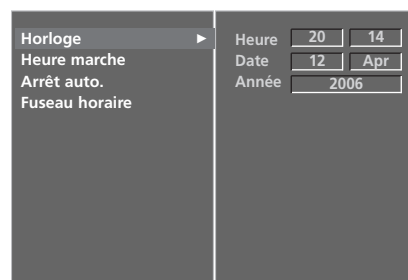 Horloge
Heure marche
Arrêt auto.
Fuseau horaire
Heure 20 14
Date 12 Apr
Année 2006